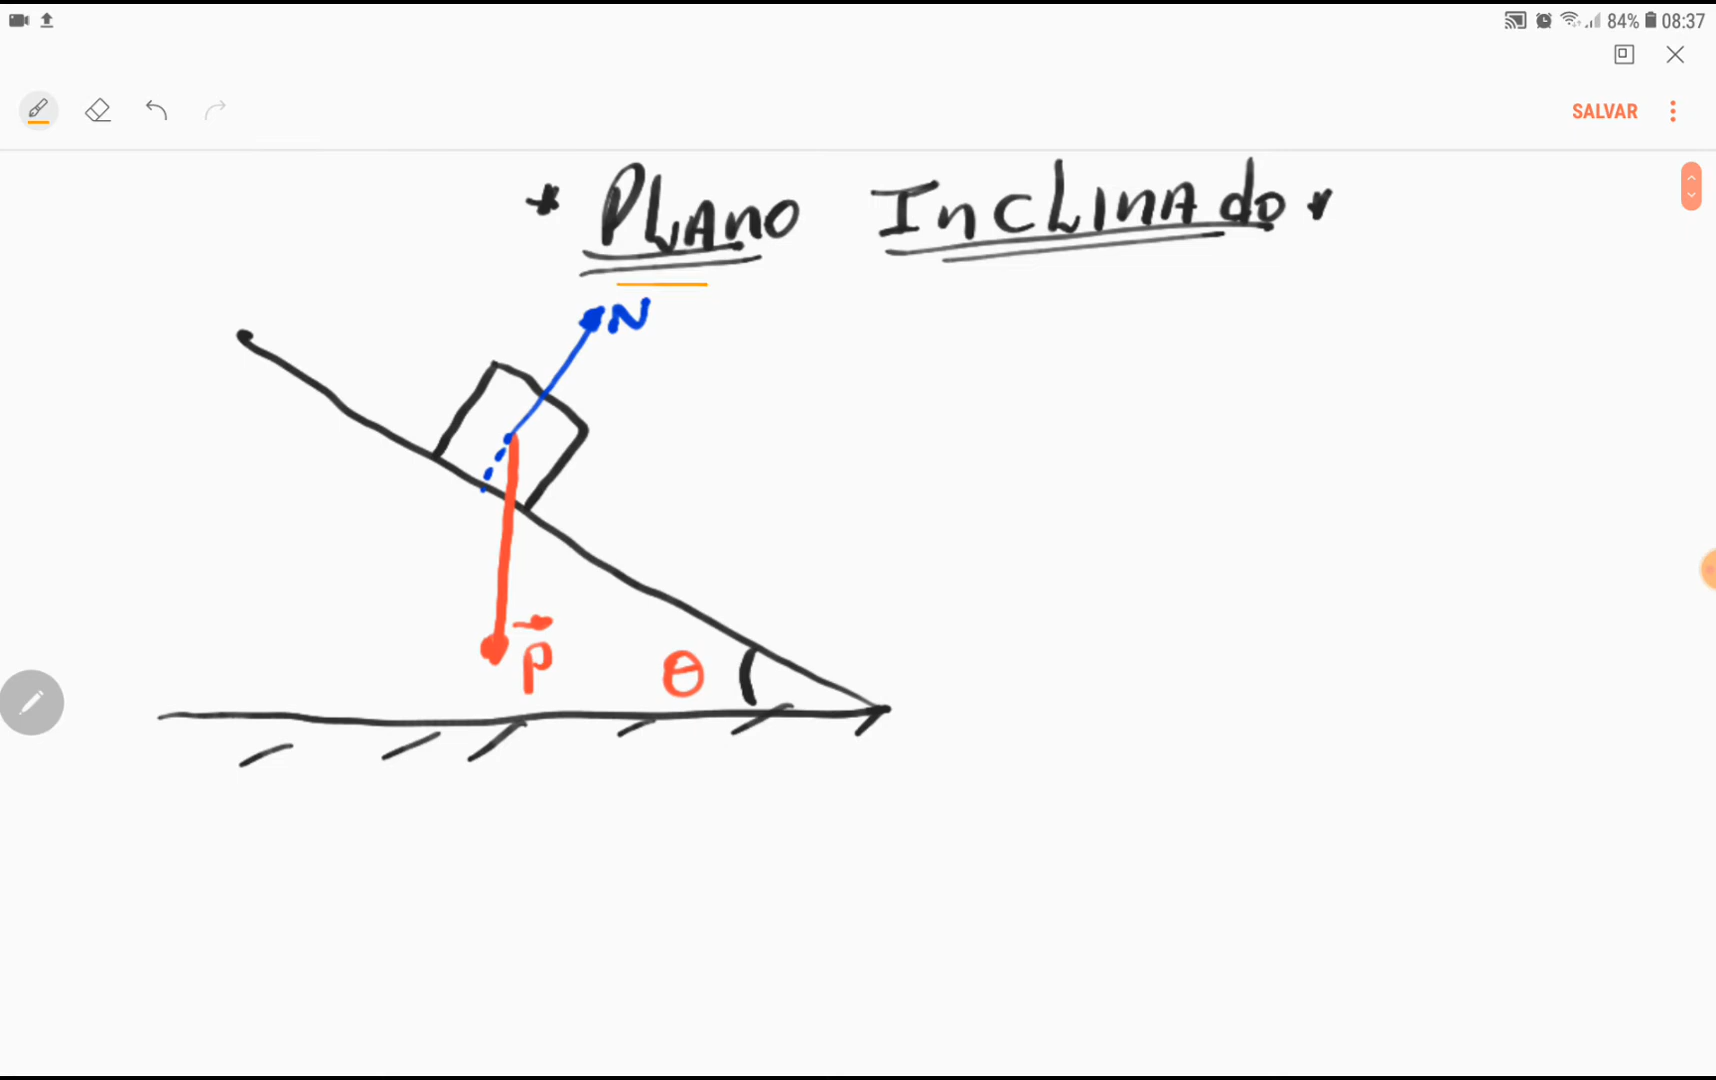 84% 08:37
SALVAR
* PLANO INCLINADO *
N
P
θ